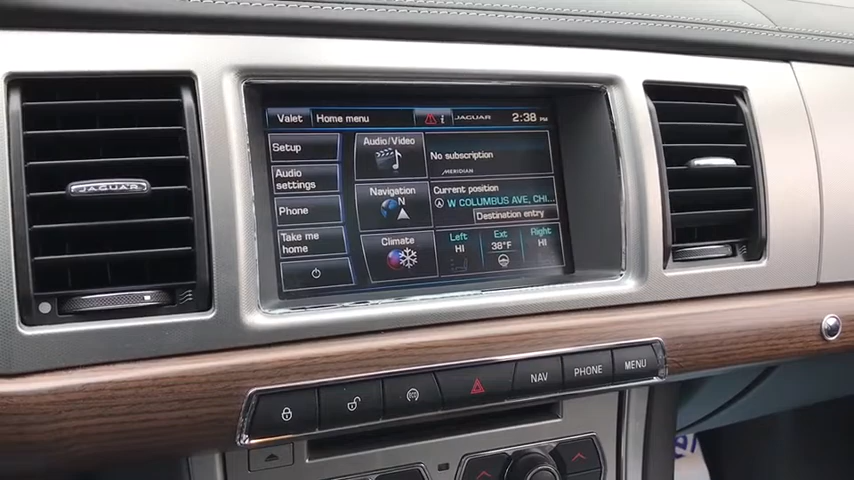 Valet Home menu i JAGUAR 2:38 PM
Setup
Audio settings
Phone
Take me home
Audio/Video
No subscription
MERIDIAN
Navigation
N
Current position
W COLUMBUS AVE, CHI...
Destination entry
Climate
Left
HI
Ext
38°F
Right
HI
JAGUAR
NAV
PHONE
MENU